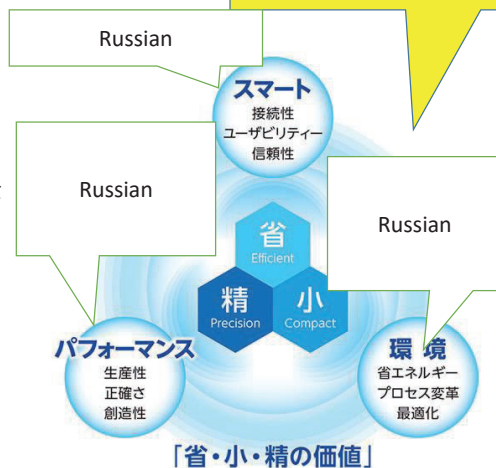 Russian
スマート
接続性
ユーザビリティー
信頼性
Russian
Russian
省
Efficient
精
Precision
小
Compact
パフォーマンス
生産性
正確さ
創造性
環境
省エネルギー
プロセス変革
最適化
「省・小・精の価値」